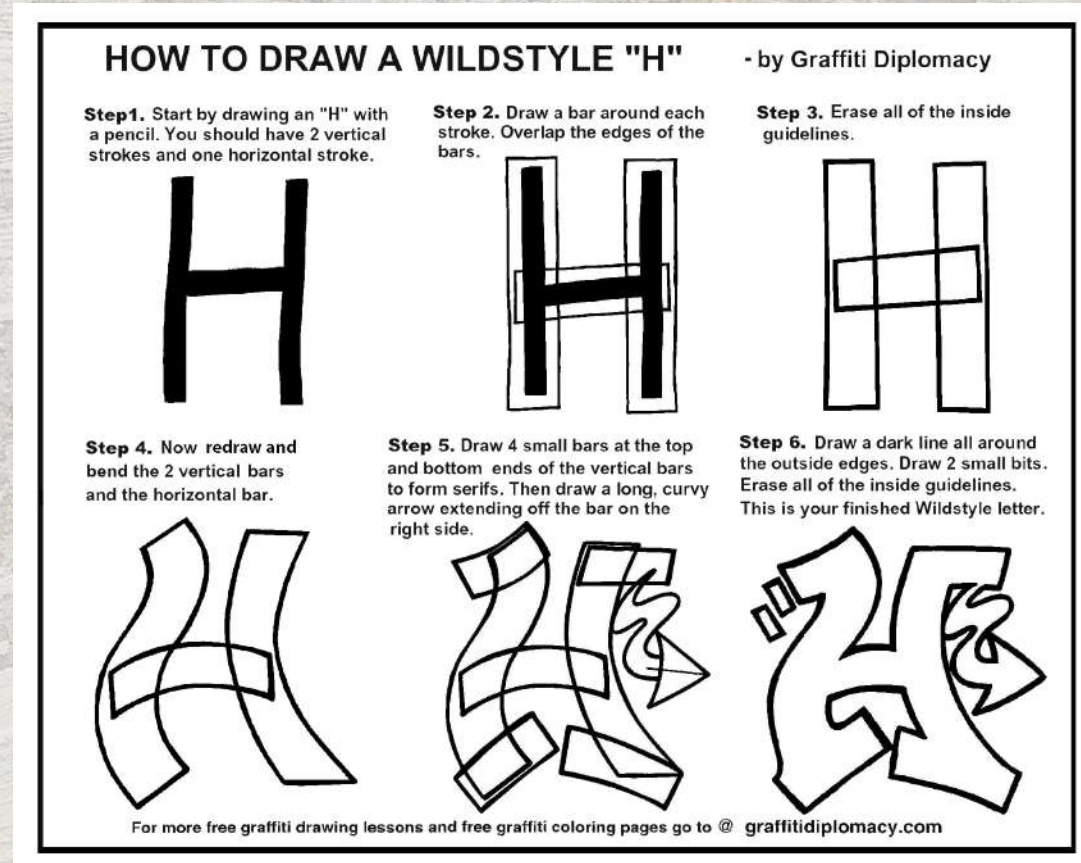 HOW TO DRAW A WILDSTYLE "H"
- by Graffiti Diplomacy
Step1. Start by drawing an "H" with
a pencil. You should have 2 vertical
strokes and one horizontal stroke.
Step 2. Draw a bar around each
stroke. Overlap the edges of the
bars.
Step 3. Erase all of the inside
guidelines.
Step 4. Now redraw and
bend the 2 vertical bars
and the horizontal bar.
Step 5. Draw 4 small bars at the top
and bottom ends of the vertical bars
to form serifs. Then draw a long, curvy
arrow extending off the bar on the
right side.
Step 6. Draw a dark line all around
the outside edges. Draw 2 small bits.
Erase all of the inside guidelines.
This is your finished Wildstyle letter.
For more free graffiti drawing lessons and free graffiti coloring pages go to @ graffitidiplomacy.com